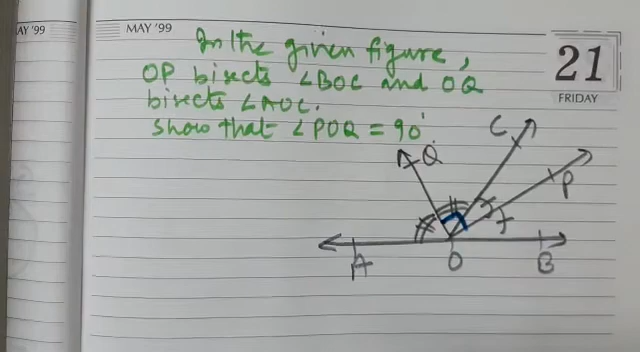 AY '99
MAY '99
21
FRIDAY
In the given figure,
OP bisects ∠BOC and OQ
bisects ∠AOC.
show that ∠POQ = 90°
C
Q
P
A
O
B